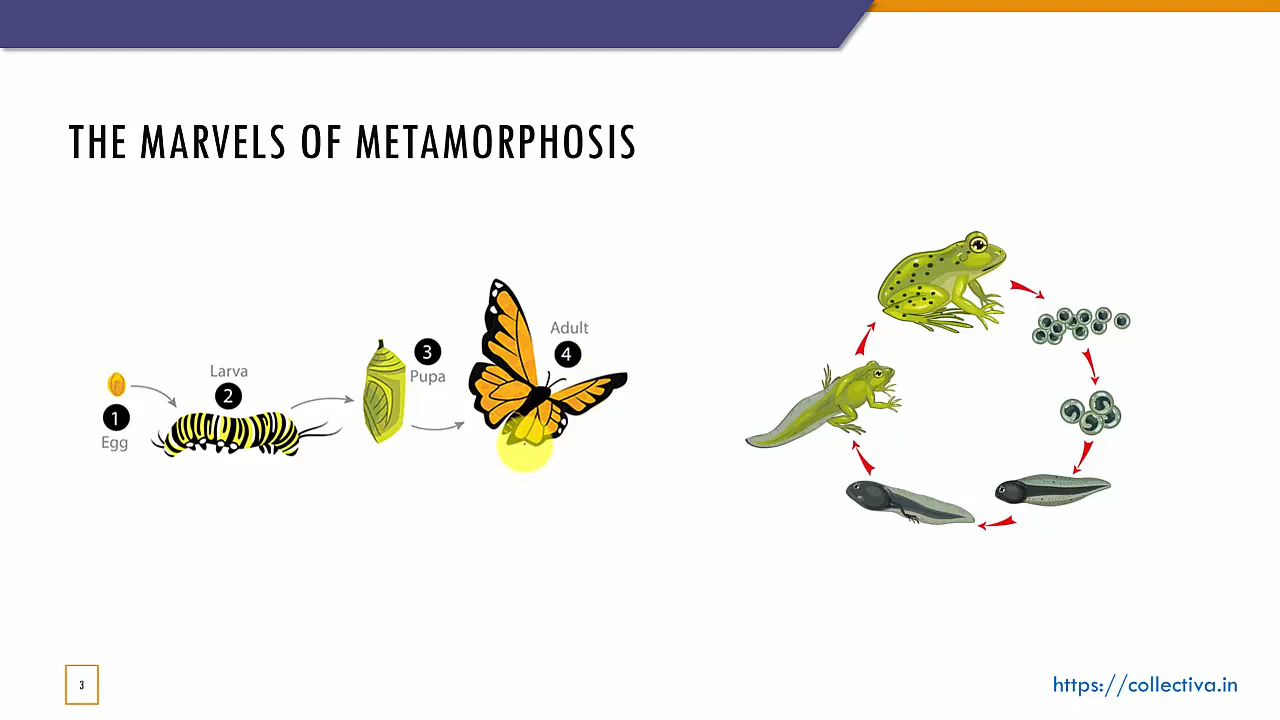 THE MARVELS OF METAMORPHOSIS
1
Egg
Larva
2
3
Pupa
Adult
4
3
https://collectiva.in